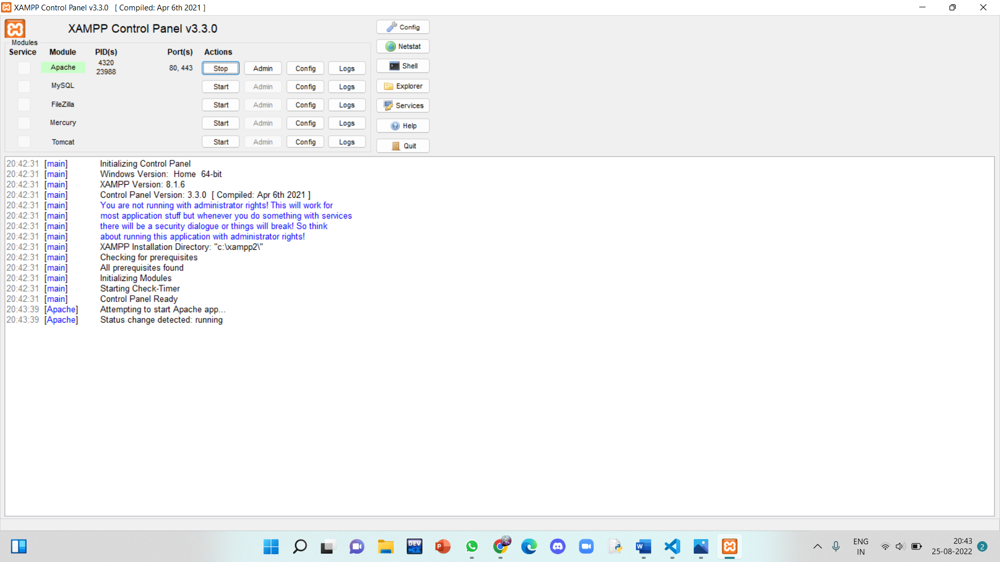 XAMPP Control Panel v3.3.0 [ Compiled: Apr 6th 2021 ]
XAMPP Control Panel v3.3.0
Config
Modules
Netstat
Service Module PID(s) Port(s) Actions
Apache 4320 80, 443 Stop Admin Config Logs
23988
Shell
MySQL Start Admin Config Logs
Explorer
FileZilla Start Admin Config Logs
Services
Mercury Start Admin Config Logs
Help
Tomcat Start Admin Config Logs
Quit
20:42:31 [main] Initializing Control Panel
20:42:31 [main] Windows Version: Home 64-bit
20:42:31 [main] XAMPP Version: 8.1.6
20:42:31 [main] Control Panel Version: 3.3.0 [ Compiled: Apr 6th 2021 ]
20:42:31 [main] You are not running with administrator rights! This will work for
20:42:31 [main] most application stuff but whenever you do something with services
20:42:31 [main] there will be a security dialogue or things will break! So think
20:42:31 [main] about running this application with administrator rights!
20:42:31 [main] XAMPP Installation Directory: "c:\xampp2\"
20:42:31 [main] Checking for prerequisites
20:42:31 [main] All prerequisites found
20:42:31 [main] Initializing Modules
20:42:31 [main] Starting Check-Timer
20:42:31 [main] Control Panel Ready
20:43:39 [Apache] Attempting to start Apache app...
20:43:39 [Apache] Status change detected: running
DEV
C++
P
W
ENG
IN
20:43
25-08-2022
2